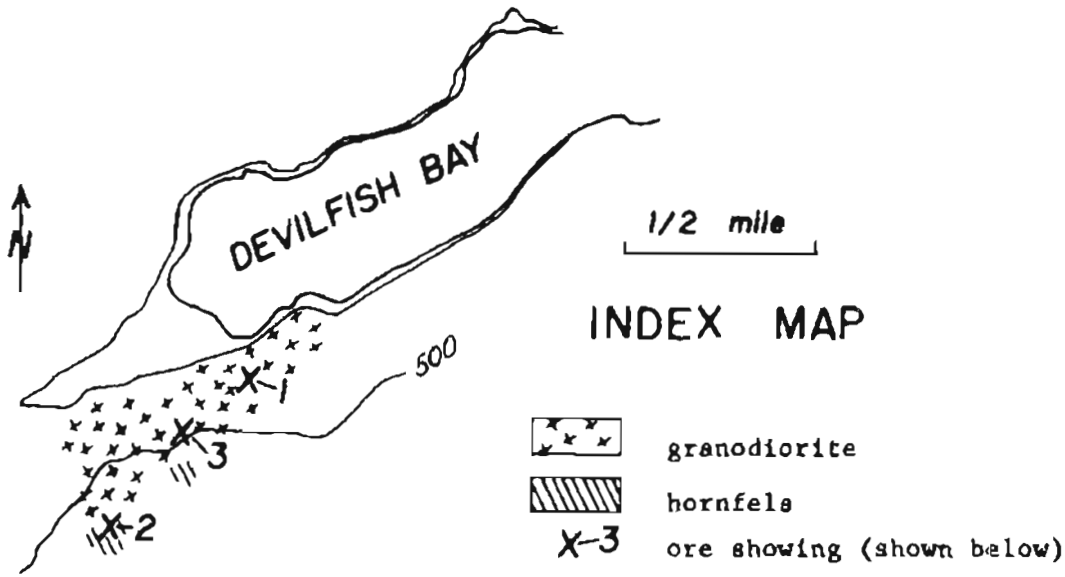 DEVILFISH BAY
N
1/2 mile
INDEX MAP
500
1
3
2
granodiorite
hornfels
X-3 ore showing (shown below)